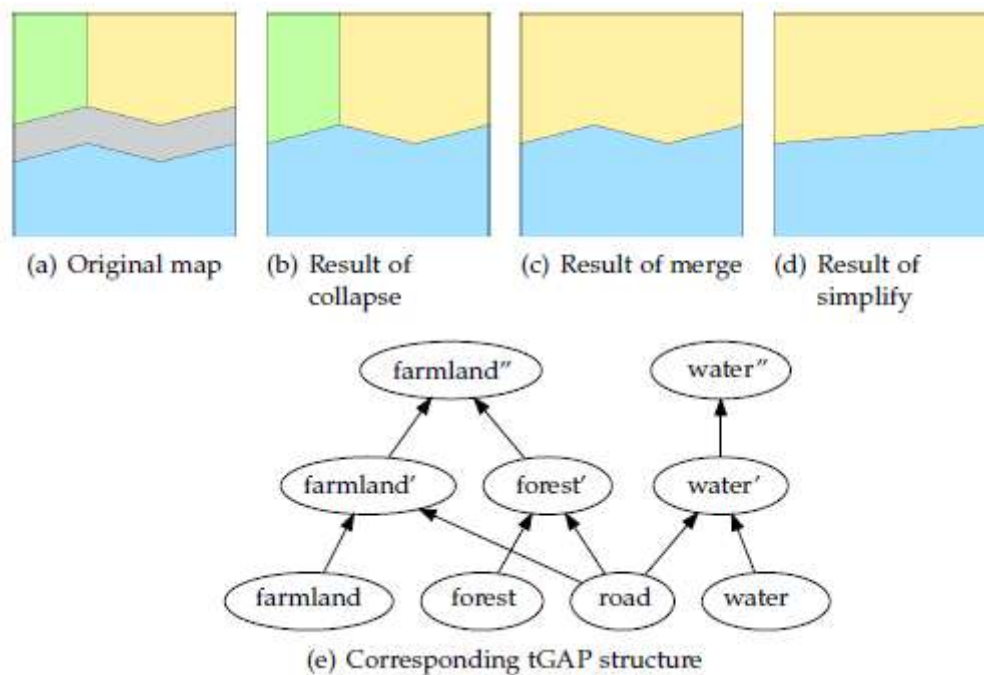 (a) Original map
(b) Result of
collapse
(c) Result of merge
(d) Result of
simplify
farmland″
water″
farmland′
forest′
water′
farmland
forest
road
water
(e) Corresponding tGAP structure